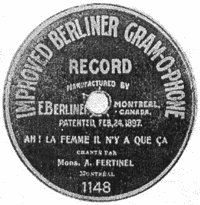 IMPROVED BERLINER GRAM-O-PHONE
RECORD
MANUFACTURED BY
E. BERLINER MONTREAL, CANADA.
PATENTED, FEB. 24, 1897.
AH! LA FEMME IL N'Y A QUE ÇA
CHANTÉ PAR
Mons. A. FERTINEL
MONTRÉAL
1148